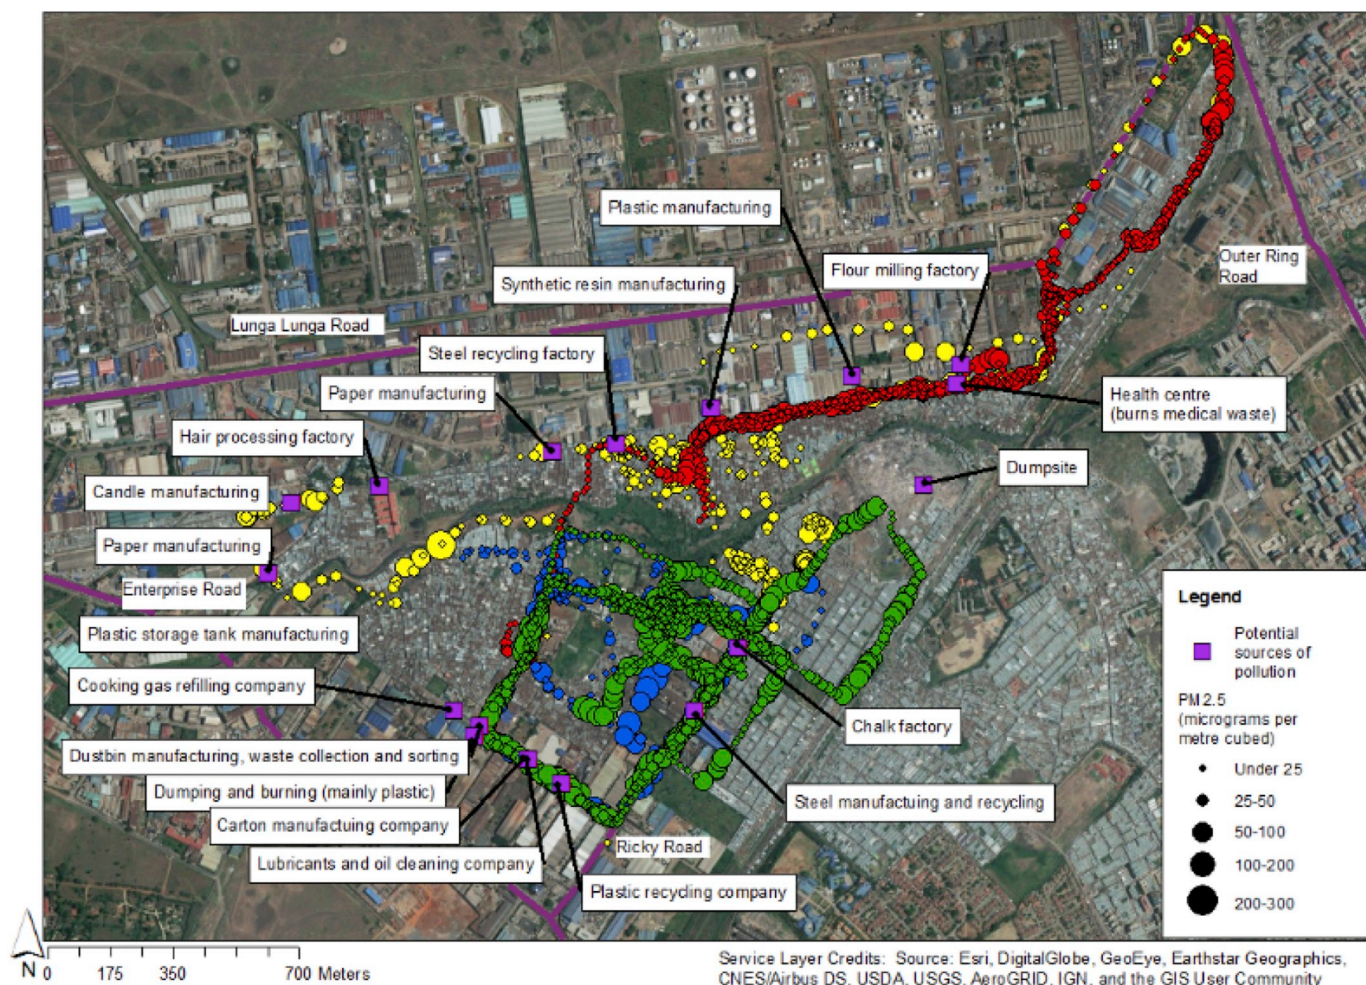 Plastic manufacturing
Flour milling factory
Outer Ring
Road
Synthetic resin manufacturing
Lunga Lunga Road
Steel recycling factory
Paper manufacturing
Health centre
(burns medical waste)
Hair processing factory
Dumpsite
Candle manufacturing
Paper manufacturing
Enterprise Road
Plastic storage tank manufacturing
Cooking gas refilling company
Chalk factory
Dustbin manufacturing, waste collection and sorting
Dumping and burning (mainly plastic)
Steel manufactuing and recycling
Carton manufactuing company
Ricky Road
Lubricants and oil cleaning company
Plastic recycling company
Legend
Potential
sources of
pollution
PM2.5
(micrograms per
metre cubed)
Under 25
25-50
50-100
100-200
200-300
N
0 175 350 700 Meters
Service Layer Credits: Source: Esri, DigitalGlobe, GeoEye, Earthstar Geographics,
CNES/Airbus DS, USDA, USGS, AeroGRID, IGN, and the GIS User Community